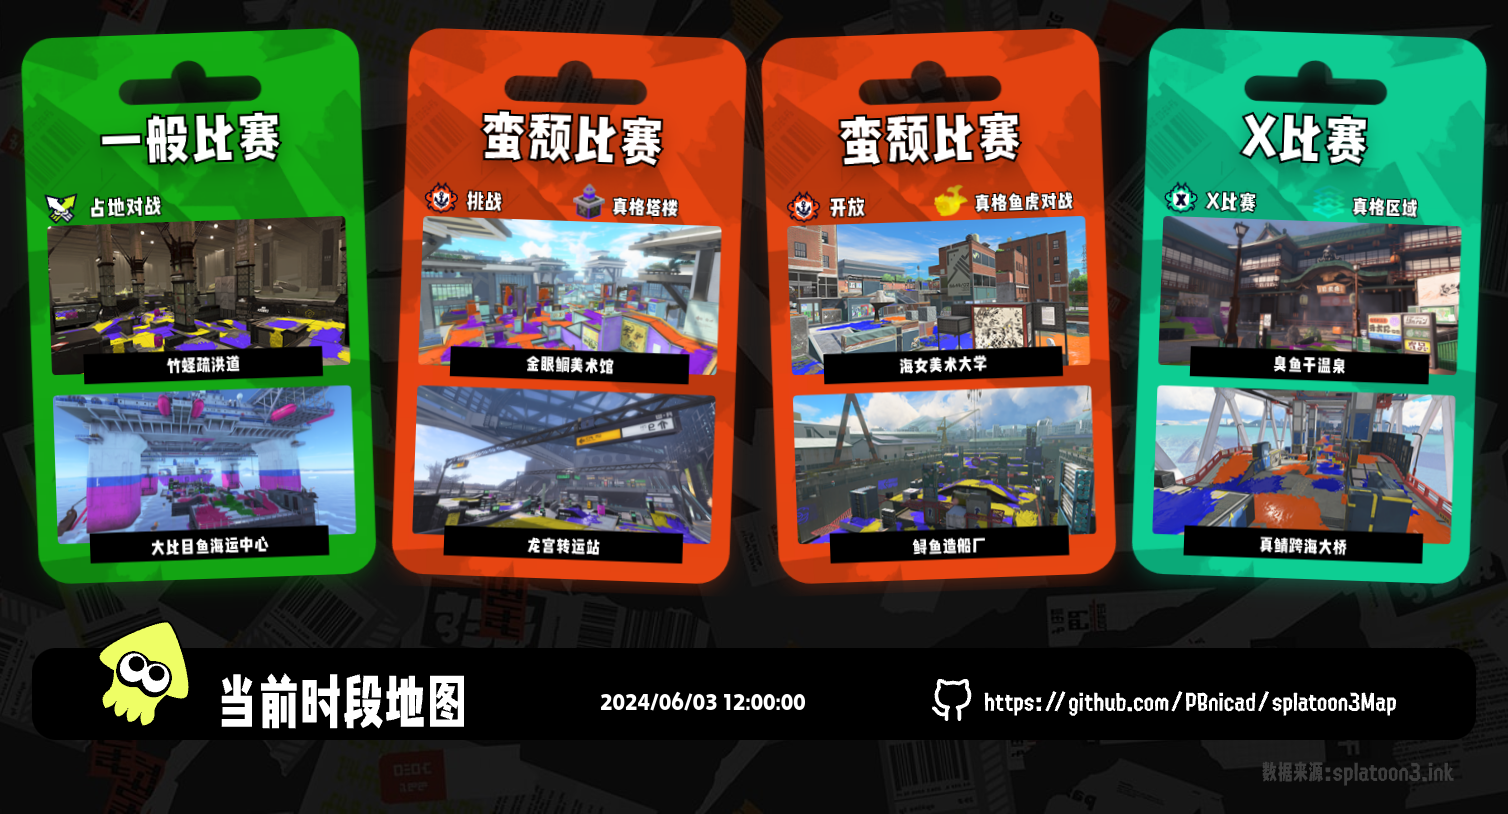 一般比赛
占地对战
竹蛏疏洪道
大比目鱼海运中心
蛮颓比赛
挑战
真格塔楼
金眼鲷美术馆
龙宫转运站
蛮颓比赛
开放
真格鱼虎对战
海女美术大学
鲟鱼造船厂
X比赛
X比赛
真格区域
臭鱼干温泉
真鲭跨海大桥
当前时段地图
2024/06/03 12:00:00
https://github.com/PBnicad/splatoon3Map
数据来源:splatoon3.ink